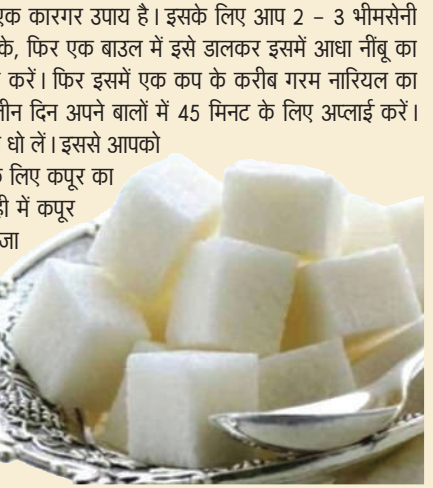 एक कारगर उपाय है। इसके लिए आप 2 – 3 भीमसेनी
के, फिर एक बाउल में इसे डालकर इसमें आधा नींबू का
करें। फिर इसमें एक कप के करीब गरम नारियल का
दिन अपने बालों में 45 मिनट के लिए अप्लाई करें।
धो लें। इससे आपको
लिए कपूर का
में कपूर